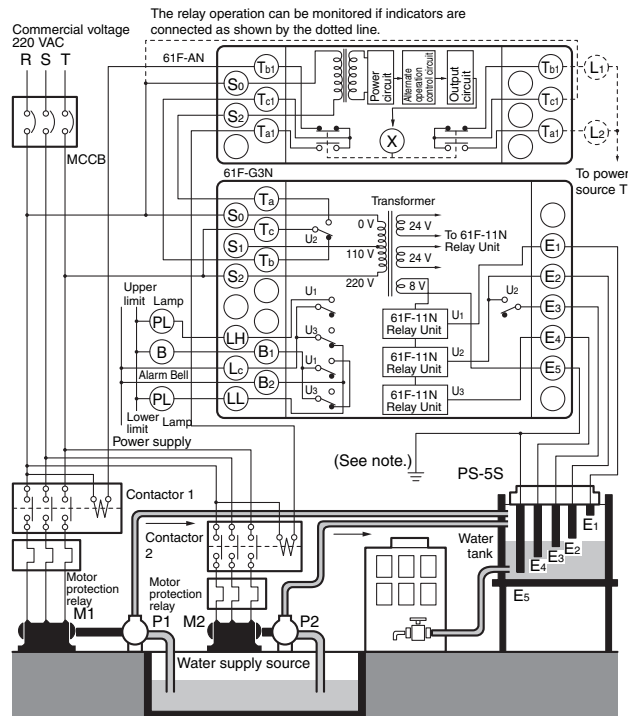 The relay operation can be monitored if indicators are
connected as shown by the dotted line.
Commercial voltage
220 VAC
R S T
61F-AN
MCCB
S0
S2
Tb1
Tc1
Ta1
Power circuit
Alternate operation control circuit
Output circuit
X
Tb1
Tc1
Ta1
L1
L2
To power
source T
61F-G3N
S0
S1
S2
Ta
Tc
Tb
U2
Transformer
0 V
110 V
220 V
24 V
24 V
8 V
To 61F-11N
Relay Unit
E1
E2
E3
E4
E5
U2
U1
61F-11N
Relay Unit
U2
61F-11N
Relay Unit
U3
61F-11N
Relay Unit
U1
U3
U1
U3
Upper
limit Lamp
PL
B
Alarm Bell
PL
Lower
limit Lamp
Power supply
LH
Lc
LL
B1
B2
(See note.)
PS-5S
Contactor 1
Contactor
2
Motor
protection
relay
M1
P1
Motor
protection
relay
M2
P2
Water
tank
E1
E2
E3
E4
E5
Water supply source